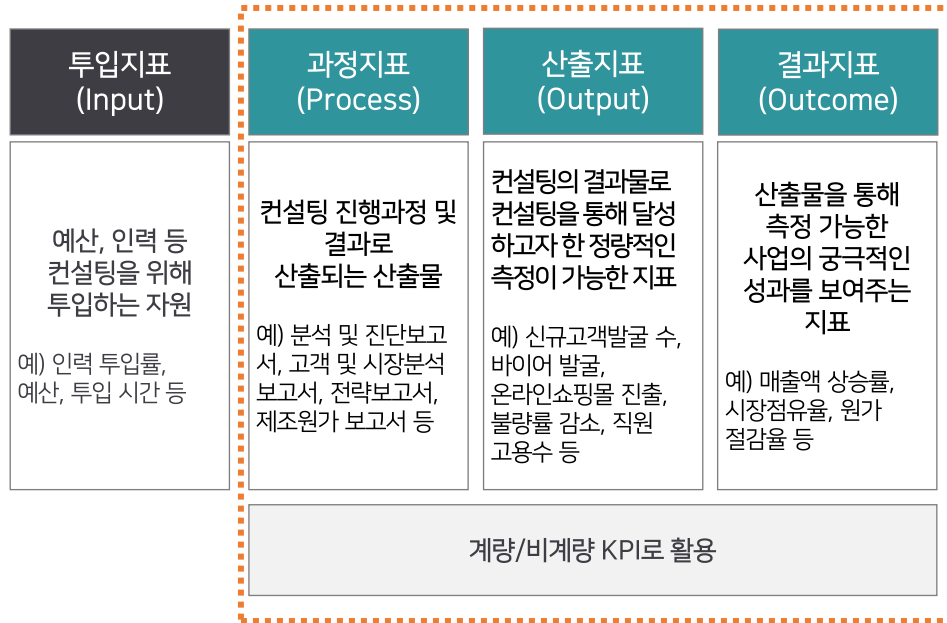 투입지표
(Input)
예산, 인력 등
컨설팅을 위해
투입하는 자원
예) 인력 투입률,
예산, 투입 시간 등
과정지표
(Process)
컨설팅 진행과정 및
결과로
산출되는 산출물
예) 분석 및 진단보고
서, 고객 및 시장분석
보고서, 전략보고서,
제조원가 보고서 등
산출지표
(Output)
컨설팅의 결과물로
컨설팅을 통해 달성
하고자 한 정량적인
측정이 가능한 지표
예) 신규고객발굴 수,
바이어 발굴,
온라인쇼핑몰 진출,
불량률 감소, 직원
고용수 등
결과지표
(Outcome)
산출물을 통해
측정 가능한
사업의 궁극적인
성과를 보여주는
지표
예) 매출액 상승률,
시장점유율, 원가
절감율 등
계량/비계량 KPI로 활용